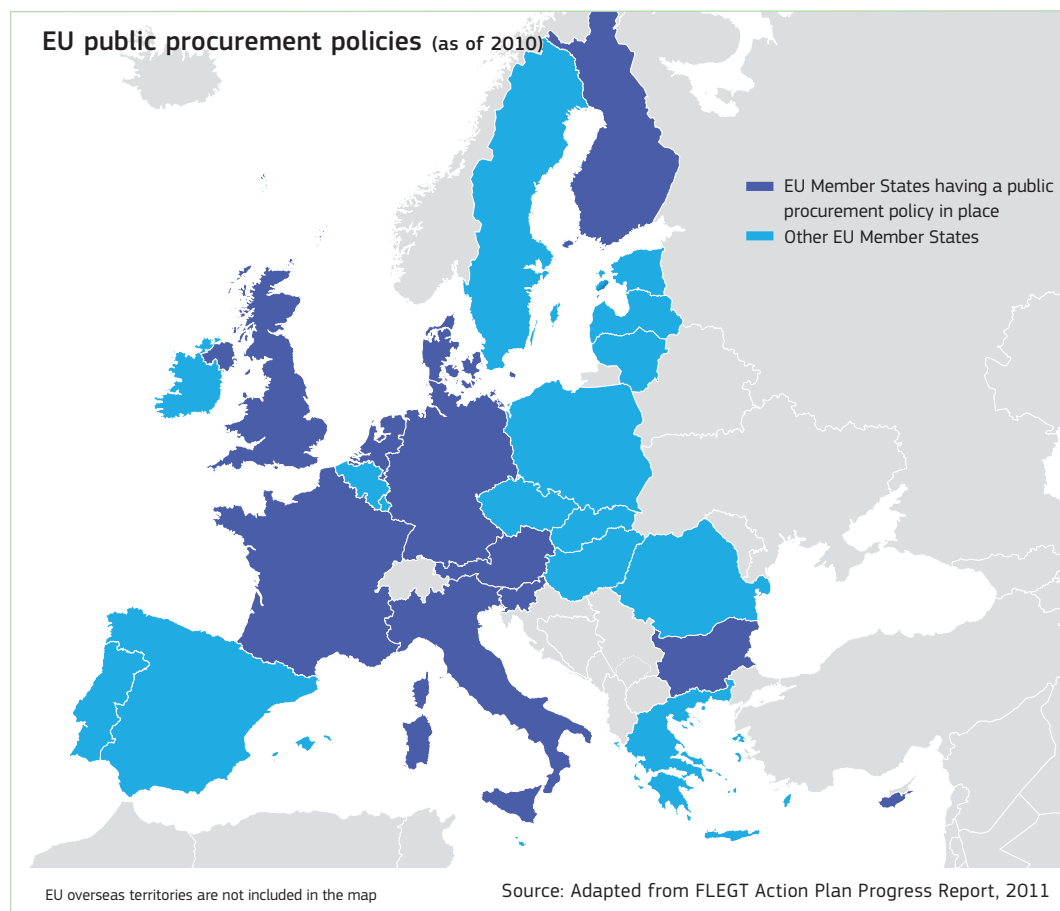 EU public procurement policies (as of 2010)
EU Member States having a public
procurement policy in place
Other EU Member States
EU overseas territories are not included in the map
Source: Adapted from FLEGT Action Plan Progress Report, 2011